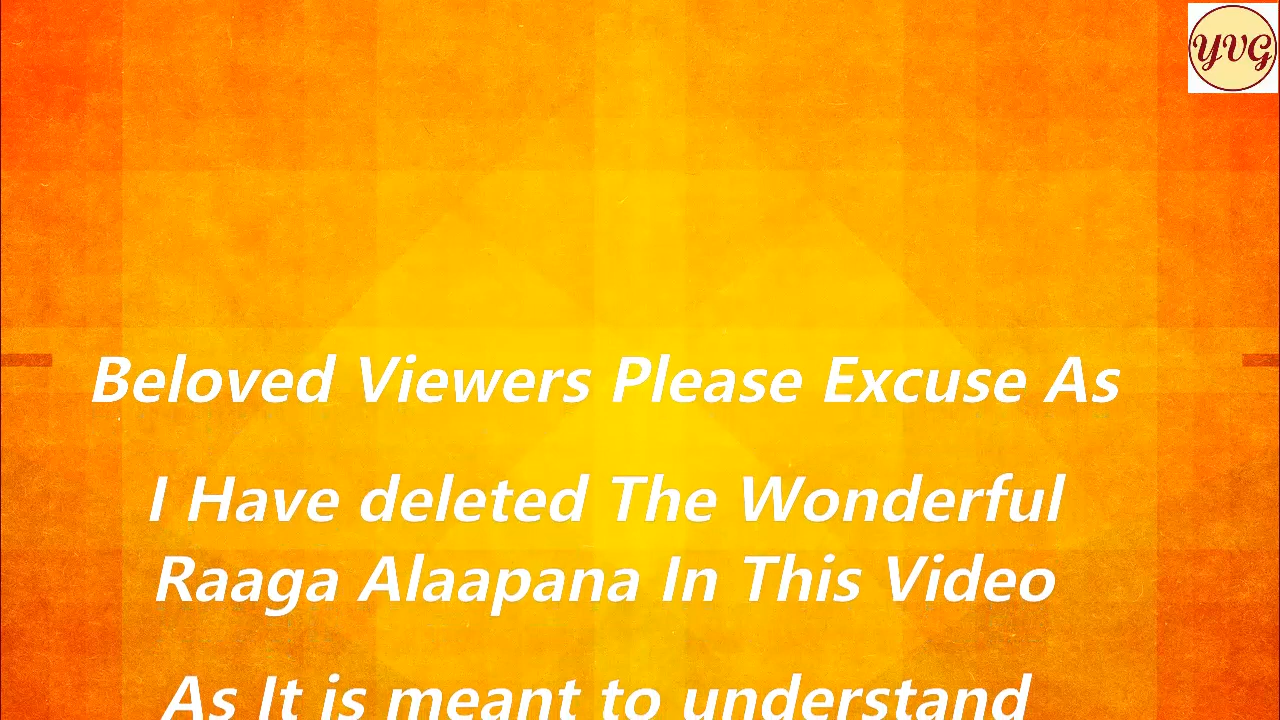 YVG
Beloved Viewers Please Excuse As
I Have deleted The Wonderful
Raaga Alaapana In This Video
As It is meant to understand